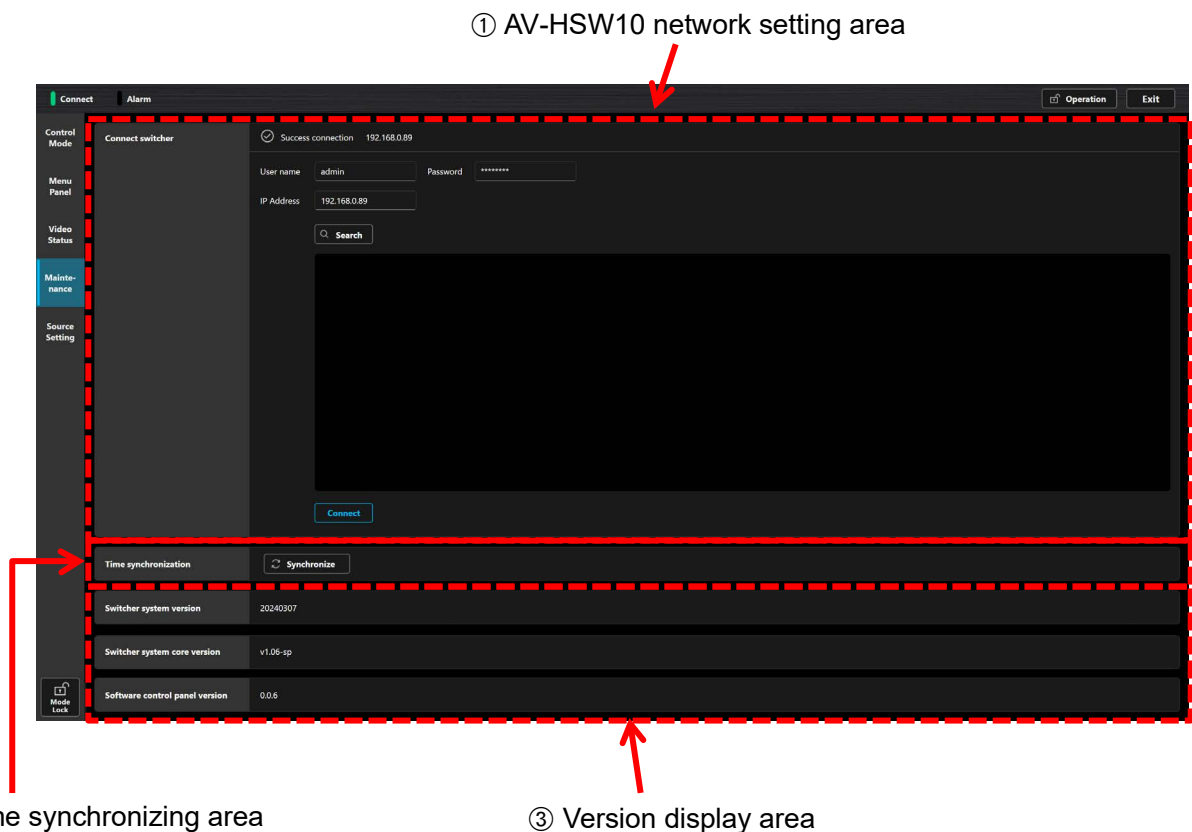 ① AV-HSW10 network setting area
Connect Alarm Operation Exit
Control
Mode
Menu
Panel
Video
Status
Mainte-
nance
Source
Setting
Mode
Lock
Connect switcher
Success connection 192.168.0.89
User name admin Password ********
IP Address 192.168.0.89
Search
Connect
Time synchronization Synchronize
Switcher system version 20240307
Switcher system core version v1.06-sp
Software control panel version 0.0.6
synchronizing area
③ Version display area